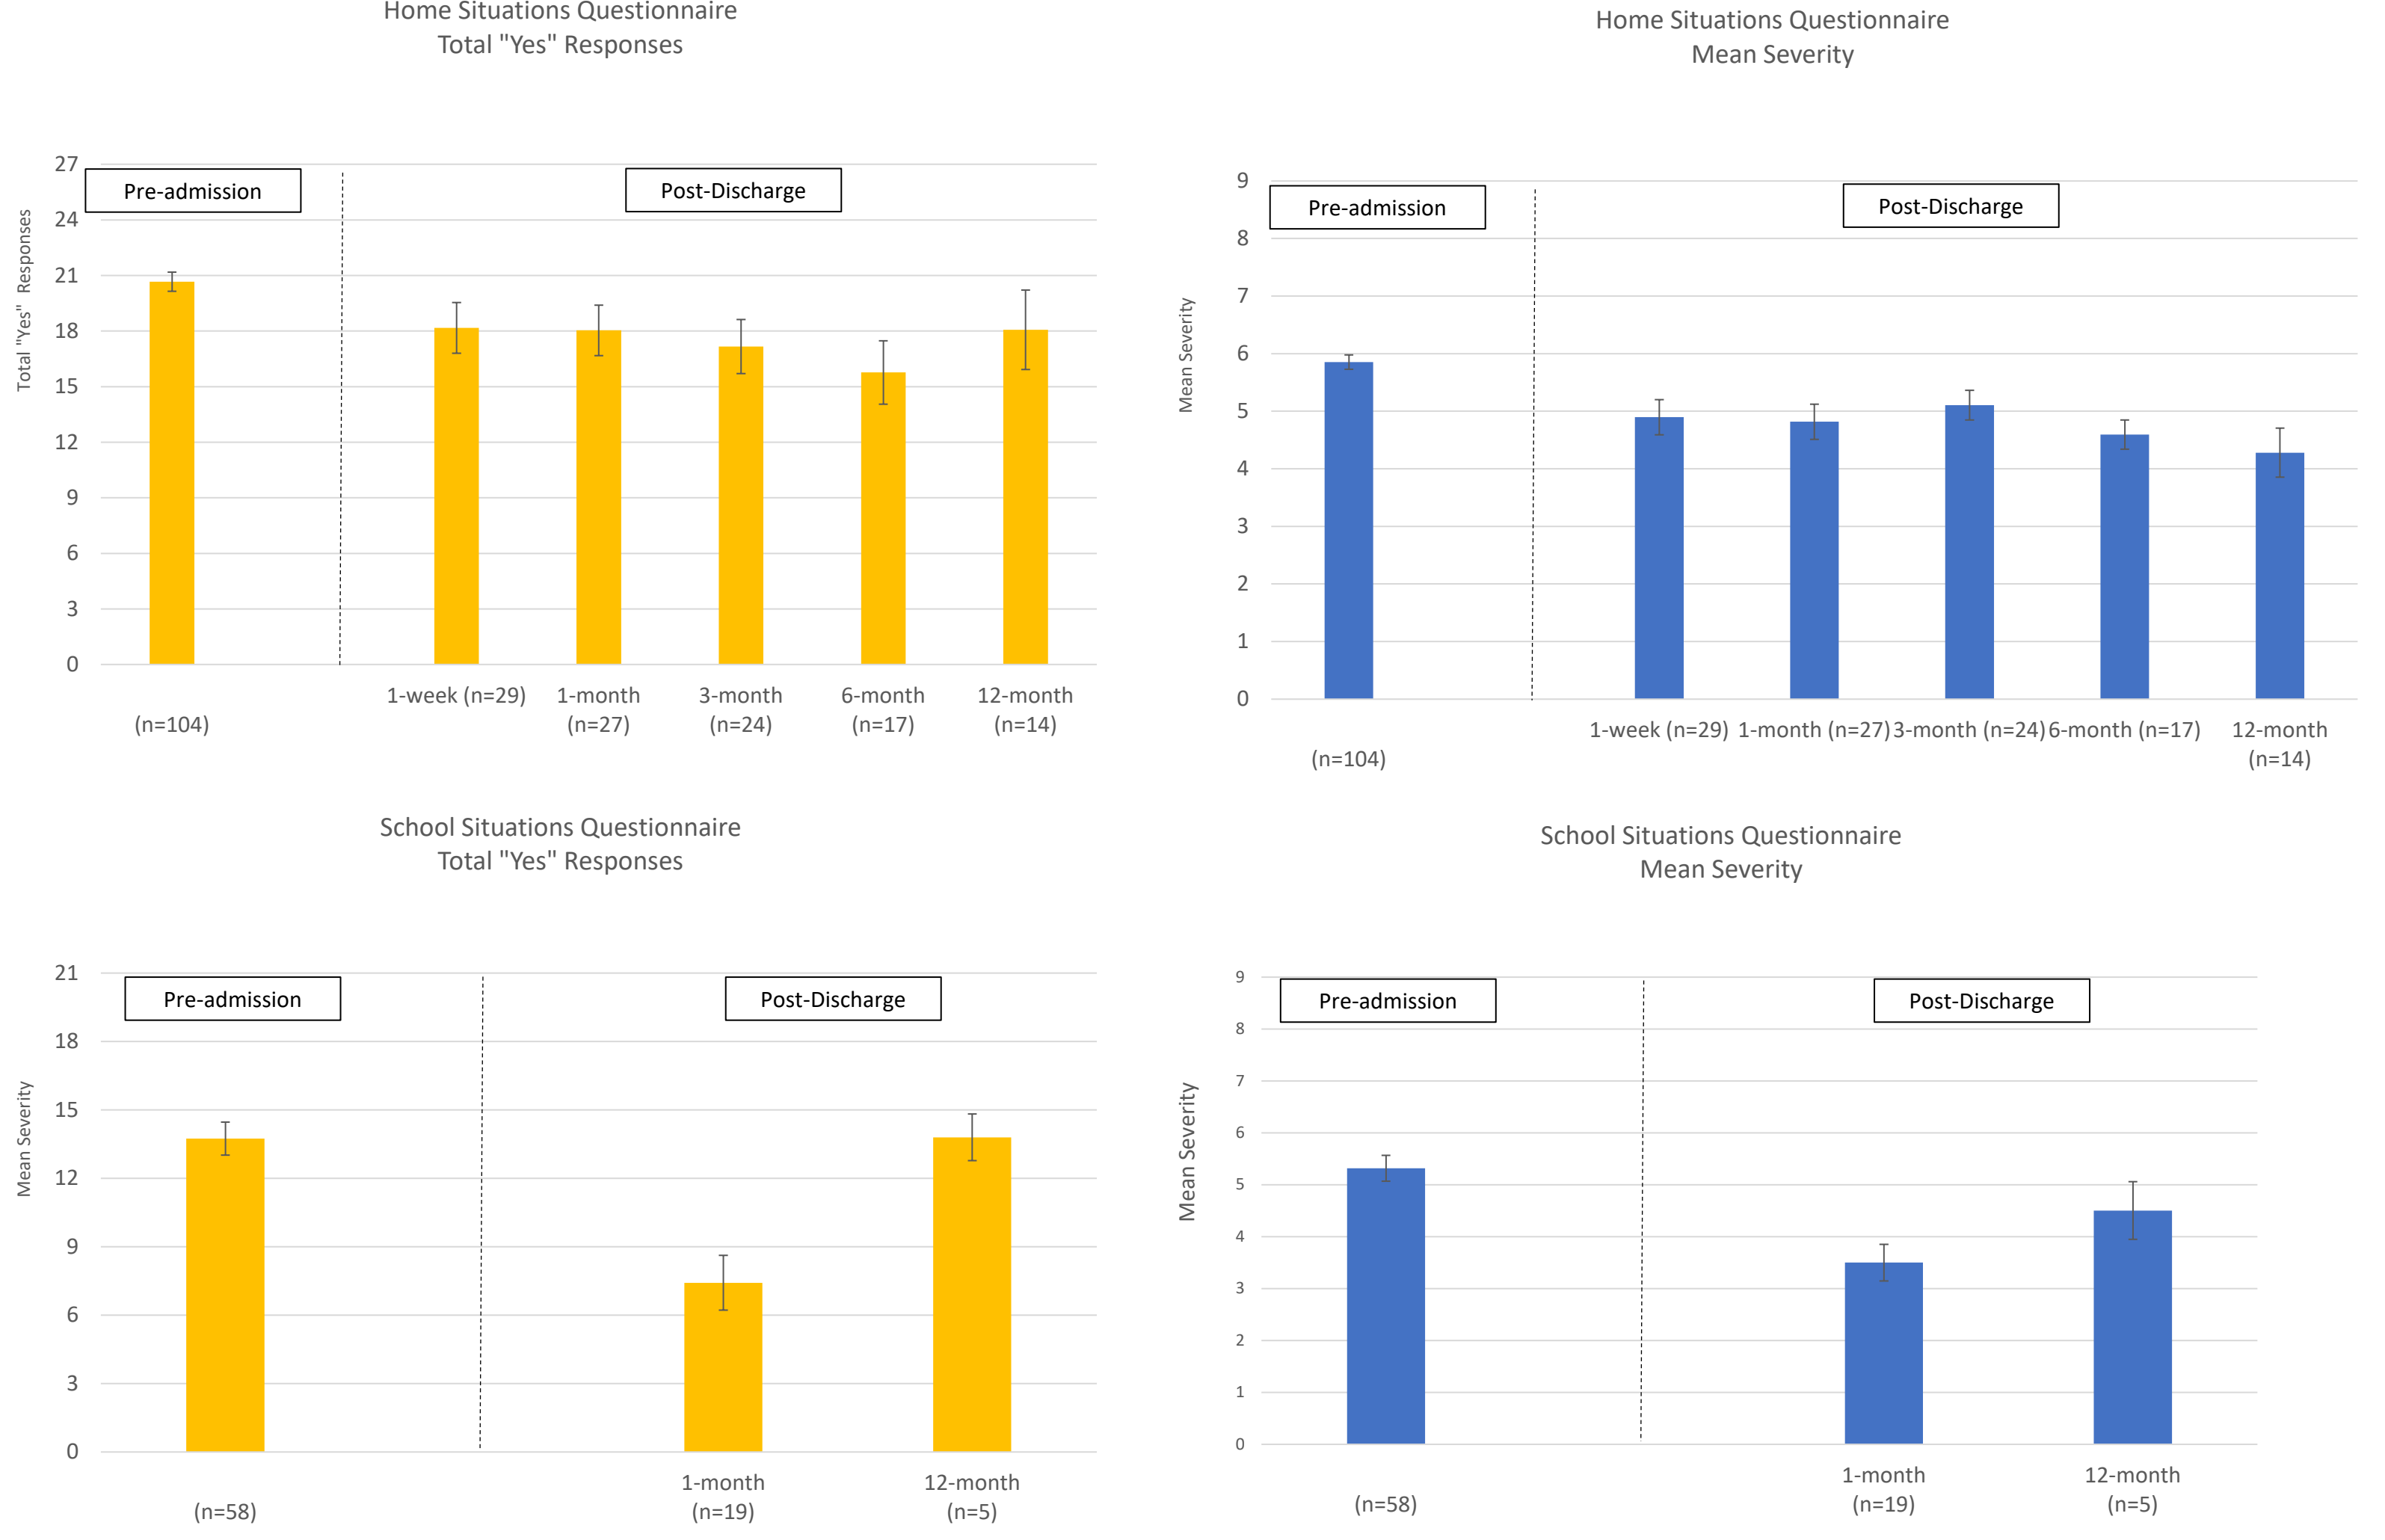 Home Situations Questionnaire
Total "Yes" Responses
27
24
21
18
15
12
9
6
3
0
Total "Yes" Responses
Pre-admission
Post-Discharge
1-week (n=29)
1-month
(n=27)
3-month
(n=24)
6-month
(n=17)
12-month
(n=14)
(n=104)
Home Situations Questionnaire
Mean Severity
9
8
7
6
5
4
3
2
1
0
Mean Severity
Pre-admission
Post-Discharge
1-week (n=29)
1-month (n=27)
3-month (n=24)
6-month (n=17)
12-month
(n=14)
(n=104)
School Situations Questionnaire
Total "Yes" Responses
21
18
15
12
9
6
3
0
Mean Severity
Pre-admission
Post-Discharge
(n=58)
1-month
(n=19)
12-month
(n=5)
School Situations Questionnaire
Mean Severity
9
8
7
6
5
4
3
2
1
0
Mean Severity
Pre-admission
Post-Discharge
(n=58)
1-month
(n=19)
12-month
(n=5)